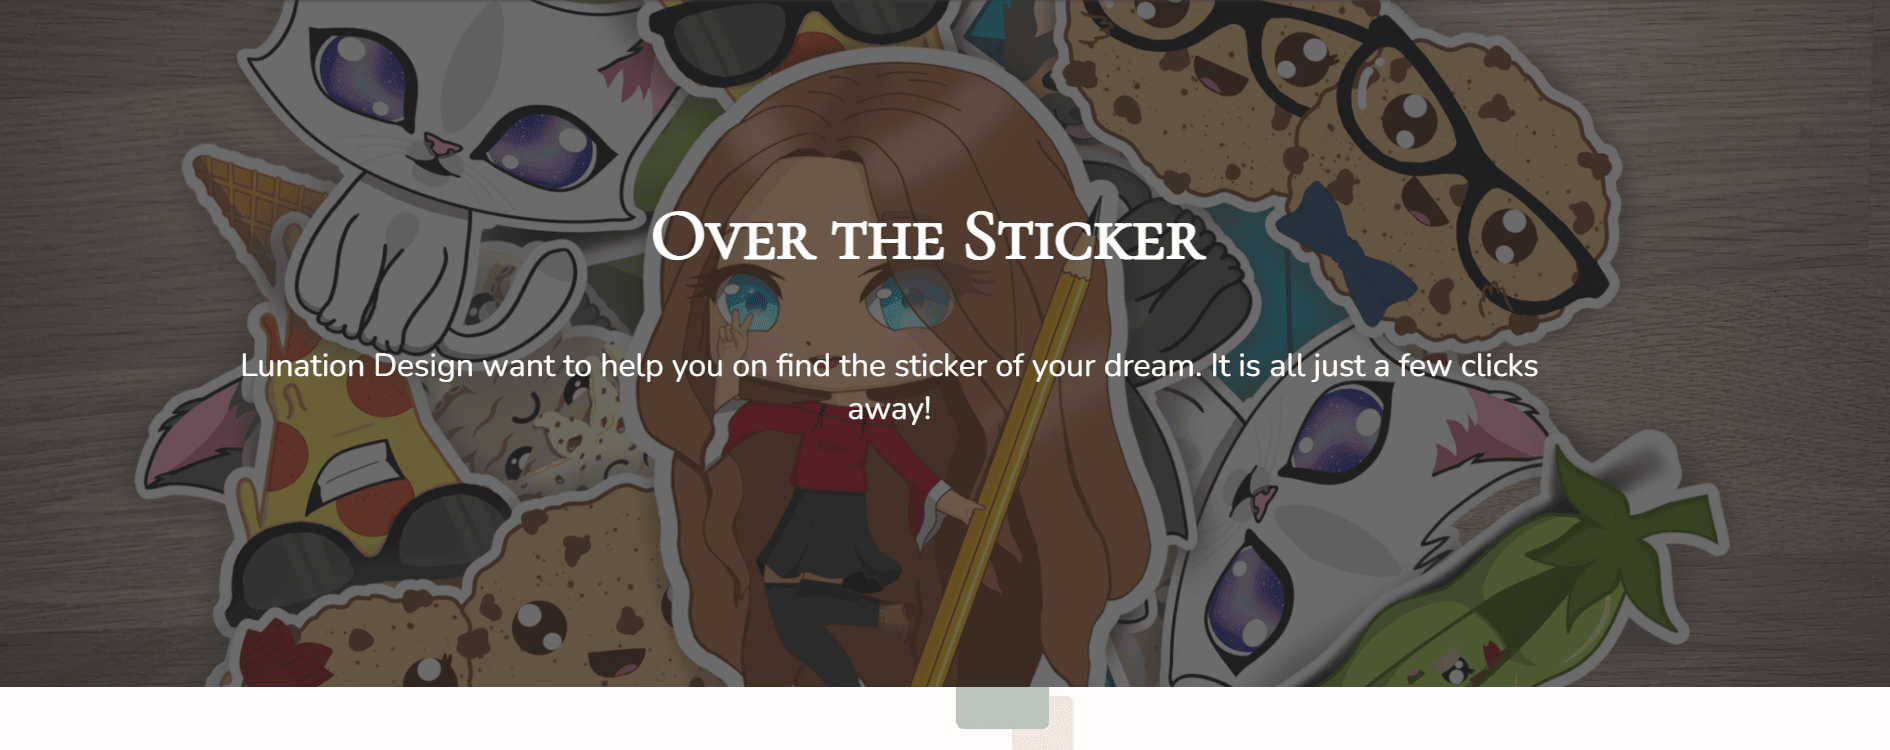 Over the Sticker
Lunation Design want to help you on find the sticker of your dream. It is all just a few clicks
away!